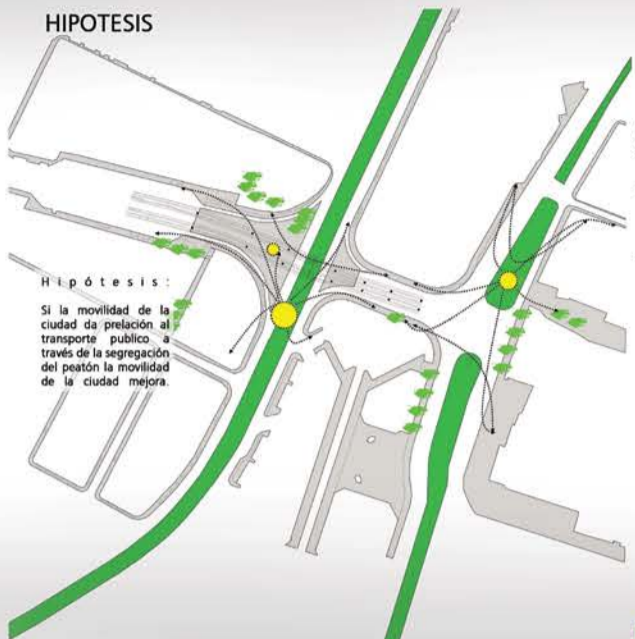 HIPOTESIS
Hipótesis:
Si la movilidad de la
ciudad da prelación al
transporte publico a
través de la segregación
del peatón la movilidad
de la ciudad mejora.